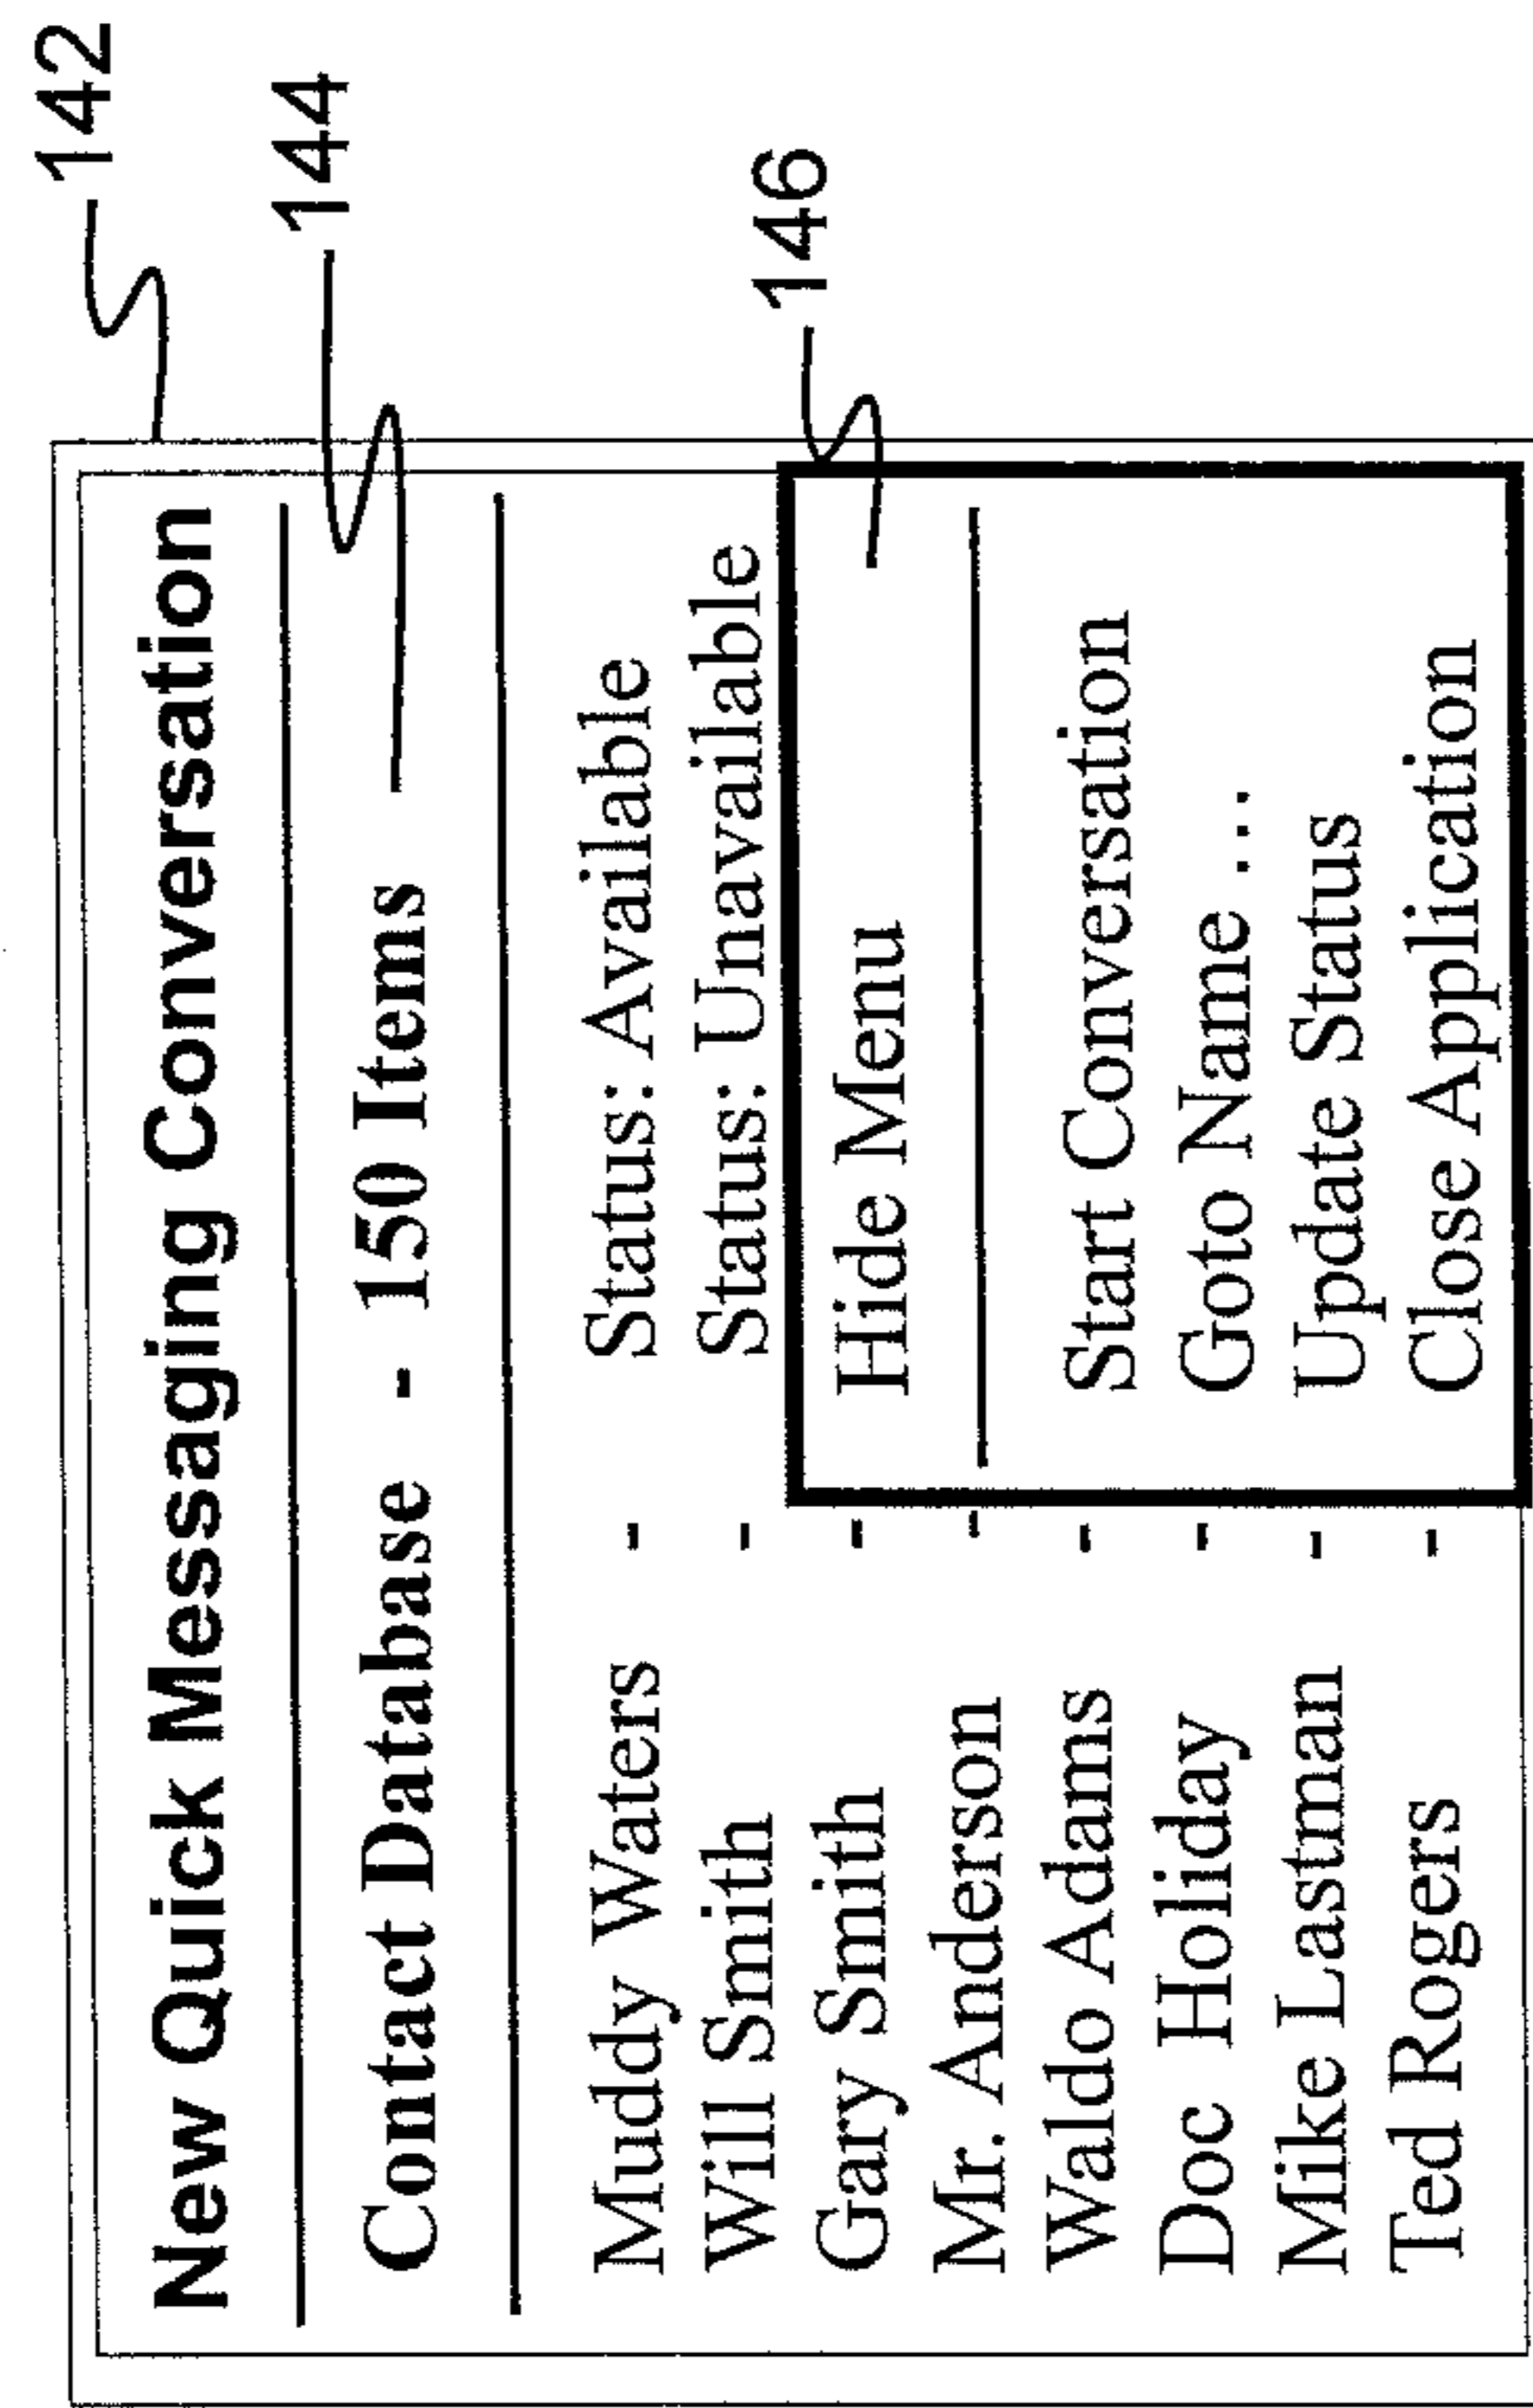 142
New Quick Messaging Conversation
144
Contact Database - 150 Items
Muddy Waters - Status: Available
Will Smith - Status: Unavailable
146
Gary Smith - Hide Menu
Mr. Anderson -
Waldo Adams - Start Conversation
Doc Holiday - Goto Name ...
Mike Lastman - Update Status
Ted Rogers - Close Application